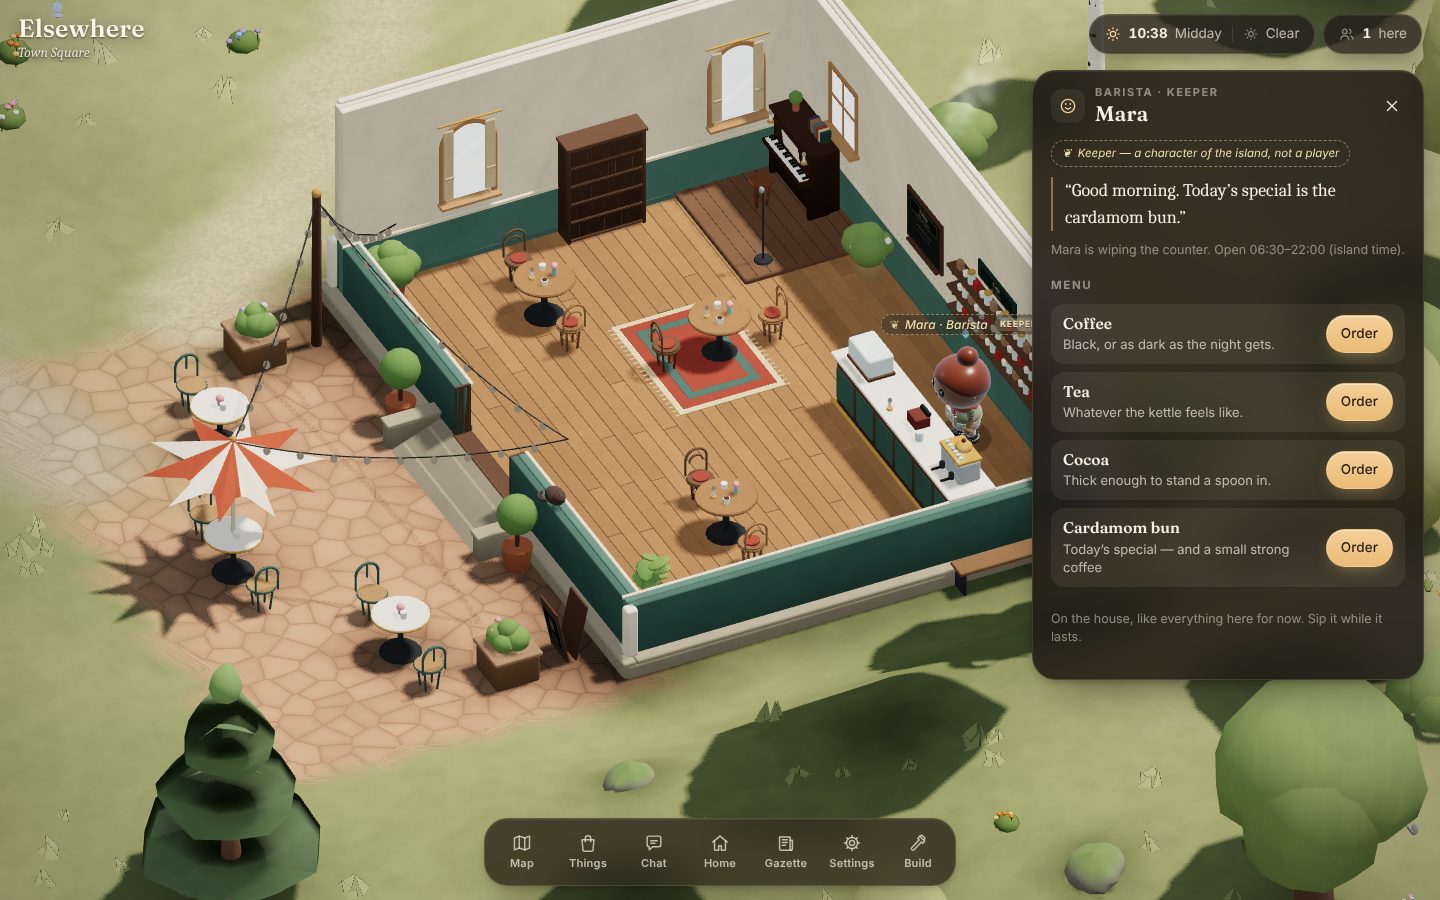 Elsewhere
Town Square
10:38 Midday Clear
1 here
BARISTA · KEEPER
Mara
Keeper — a character of the island, not a player
“Good morning. Today’s special is the
cardamom bun.”
Mara is wiping the counter. Open 06:30–22:00 (island time).
MENU
Coffee
Black, or as dark as the night gets.
Order
Tea
Whatever the kettle feels like.
Order
Cocoa
Thick enough to stand a spoon in.
Order
Cardamom bun
Today’s special — and a small strong
coffee
Order
On the house, like everything here for now. Sip it while it
lasts.
Mara · Barista
Map
Things
Chat
Home
Gazette
Settings
Build